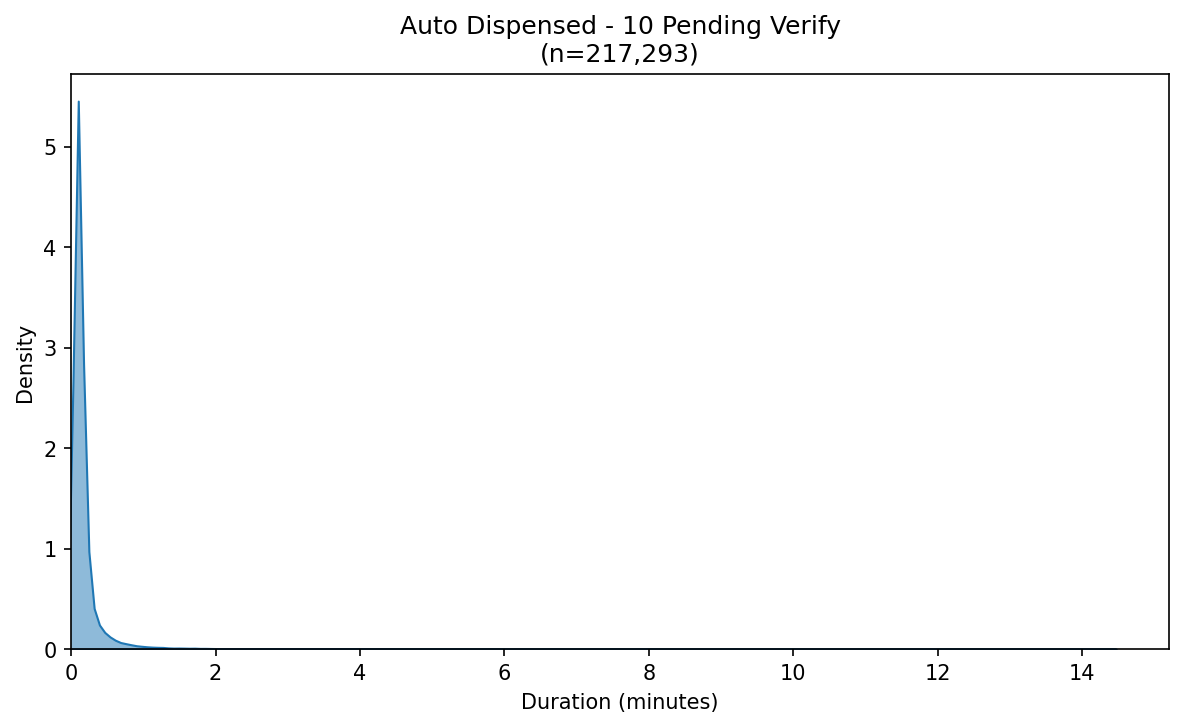 Auto Dispensed - 10 Pending Verify
(n=217,293)
Density
5
4
3
2
1
0
0 2 4 6 8 10 12 14
Duration (minutes)